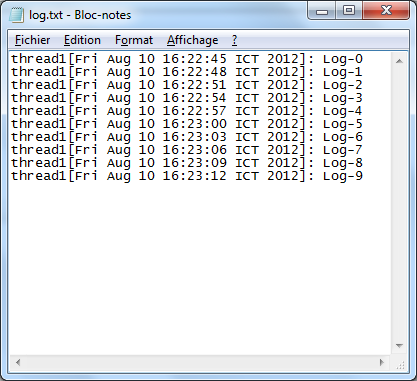 log.txt - Bloc-notes
Fichier Edition Format Affichage ?
thread1[Fri Aug 10 16:22:45 ICT 2012]: Log-0
thread1[Fri Aug 10 16:22:48 ICT 2012]: Log-1
thread1[Fri Aug 10 16:22:51 ICT 2012]: Log-2
thread1[Fri Aug 10 16:22:54 ICT 2012]: Log-3
thread1[Fri Aug 10 16:22:57 ICT 2012]: Log-4
thread1[Fri Aug 10 16:23:00 ICT 2012]: Log-5
thread1[Fri Aug 10 16:23:03 ICT 2012]: Log-6
thread1[Fri Aug 10 16:23:06 ICT 2012]: Log-7
thread1[Fri Aug 10 16:23:09 ICT 2012]: Log-8
thread1[Fri Aug 10 16:23:12 ICT 2012]: Log-9